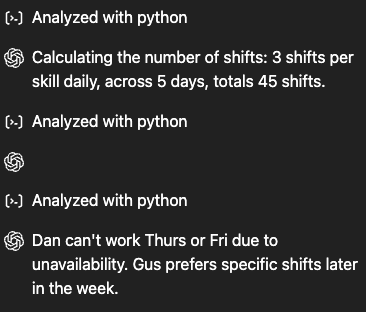 Analyzed with python
Calculating the number of shifts: 3 shifts per
skill daily, across 5 days, totals 45 shifts.
Analyzed with python
Analyzed with python
Dan can't work Thurs or Fri due to
unavailability. Gus prefers specific shifts later
in the week.